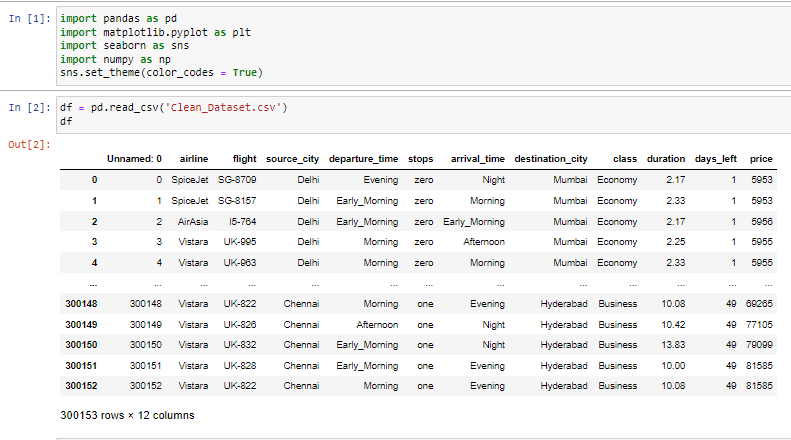 In [1]: import pandas as pd
import matplotlib.pyplot as plt
import seaborn as sns
import numpy as np
sns.set_theme(color_codes = True)
In [2]: df = pd.read_csv('Clean_Dataset.csv')
df
Out[2]:
Unnamed: 0 airline flight source_city departure_time stops arrival_time destination_city class duration days_left price
0 0 SpiceJet SG-8709 Delhi Evening zero Night Mumbai Economy 2.17 1 5953
1 1 SpiceJet SG-8157 Delhi Early_Morning zero Morning Mumbai Economy 2.33 1 5953
2 2 AirAsia I5-764 Delhi Early_Morning zero Early_Morning Mumbai Economy 2.17 1 5956
3 3 Vistara UK-995 Delhi Morning zero Afternoon Mumbai Economy 2.25 1 5955
4 4 Vistara UK-963 Delhi Morning zero Morning Mumbai Economy 2.33 1 5955
... ... ... ... ... ... ... ... ... ... ... ... ...
300148 300148 Vistara UK-822 Chennai Morning one Evening Hyderabad Business 10.08 49 69265
300149 300149 Vistara UK-826 Chennai Afternoon one Night Hyderabad Business 10.42 49 77105
300150 300150 Vistara UK-832 Chennai Early_Morning one Night Hyderabad Business 13.83 49 79099
300151 300151 Vistara UK-828 Chennai Early_Morning one Evening Hyderabad Business 10.00 49 81585
300152 300152 Vistara UK-822 Chennai Morning one Evening Hyderabad Business 10.08 49 81585
300153 rows × 12 columns